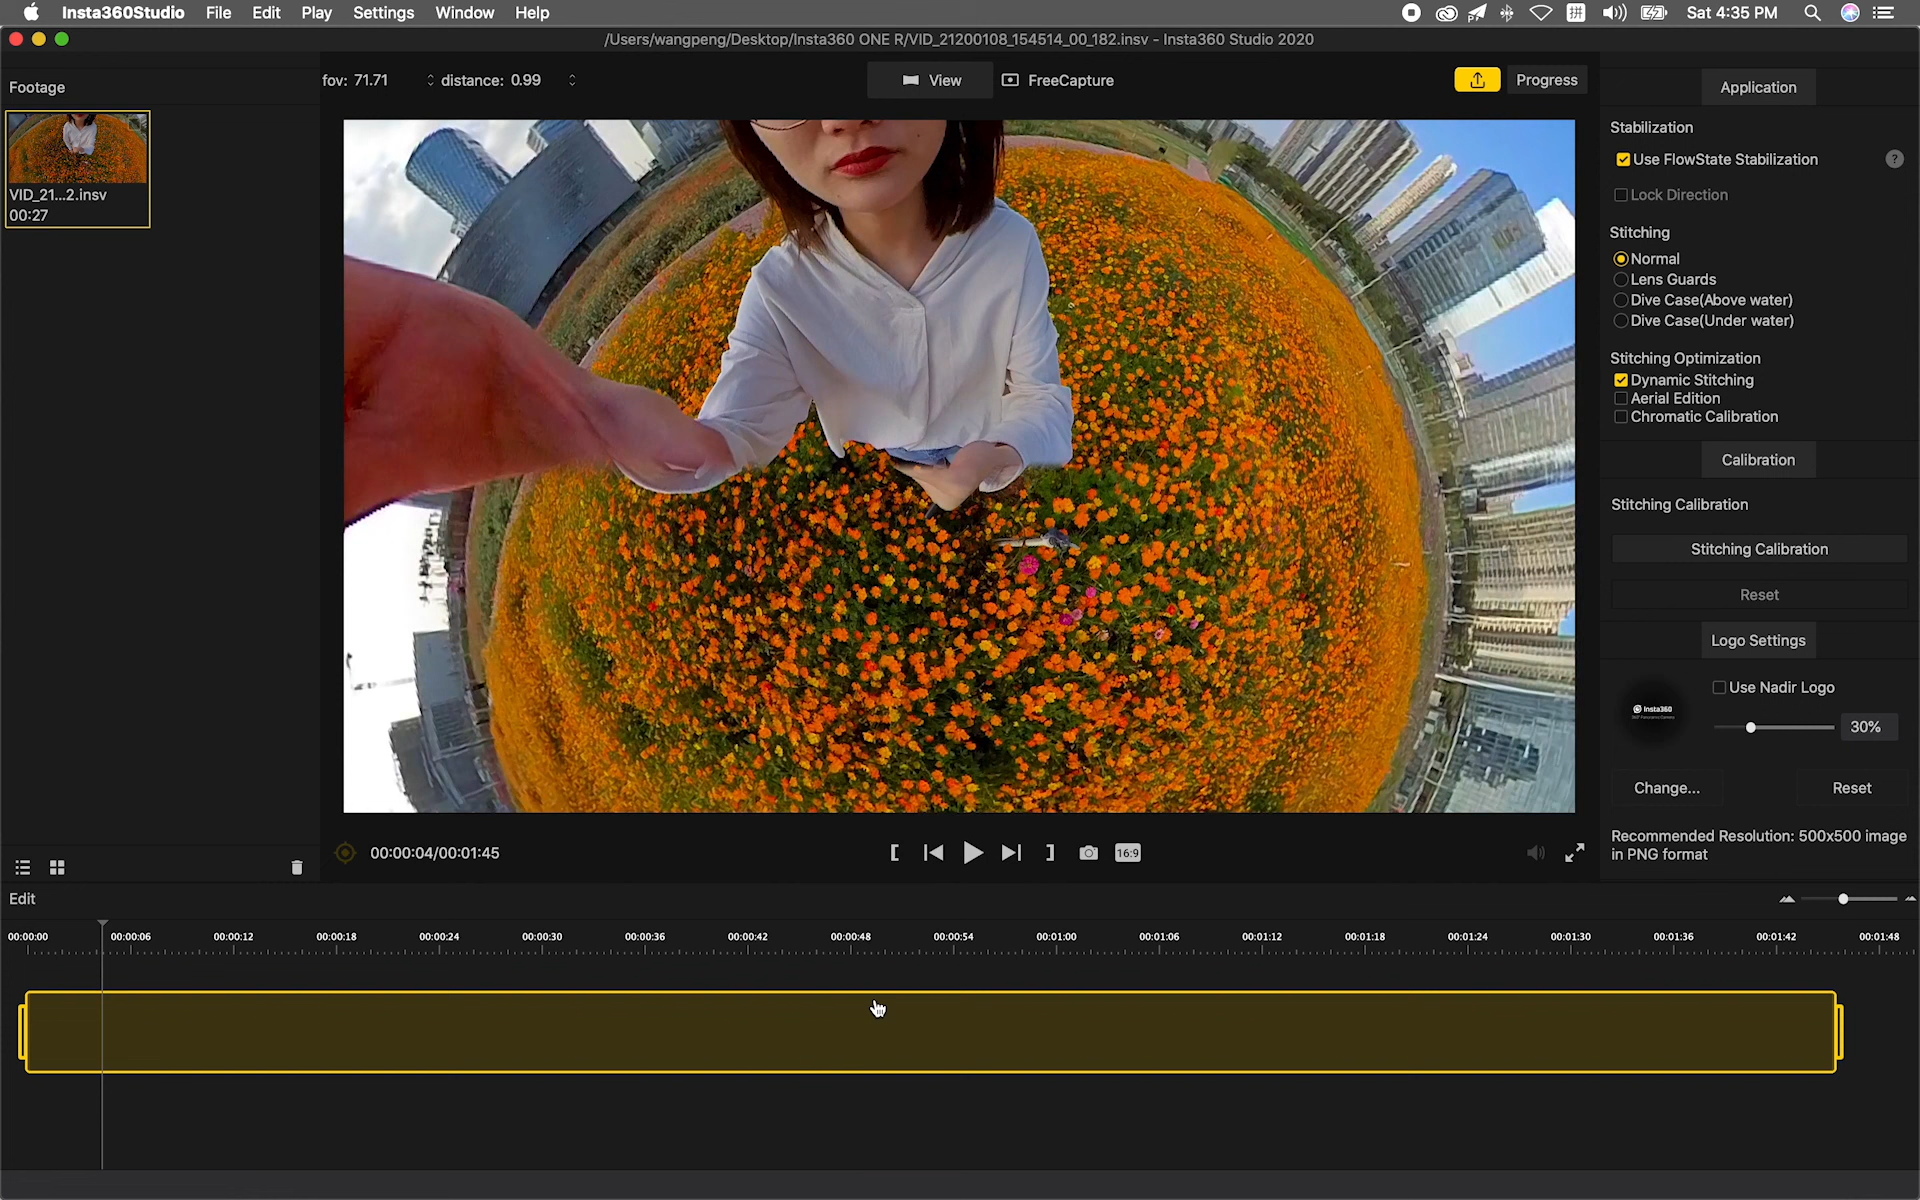 Insta360Studio File Edit Play Settings Window Help
拼 Sat 4:35 PM
/Users/wangpeng/Desktop/Insta360 ONE R/VID_21200108_154514_00_182.insv - Insta360 Studio 2020
Footage
fov: 71.71 distance: 0.99
View FreeCapture
Progress
VID_21...2.insv
00:27
Application
Stabilization
Use FlowState Stabilization ?
Lock Direction
Stitching
Normal
Lens Guards
Dive Case(Above water)
Dive Case(Under water)
Stitching Optimization
Dynamic Stitching
Aerial Edition
Chromatic Calibration
Calibration
Stitching Calibration
Stitching Calibration
Reset
Logo Settings
Insta360
Use Nadir Logo
30%
Change... Reset
Recommended Resolution: 500x500 image
in PNG format
00:00:04/00:01:45
16:9
Edit
00:00:00 00:00:06 00:00:12 00:00:18 00:00:24 00:00:30 00:00:36 00:00:42 00:00:48 00:00:54 00:01:00 00:01:06 00:01:12 00:01:18 00:01:24 00:01:30 00:01:36 00:01:42 00:01:48